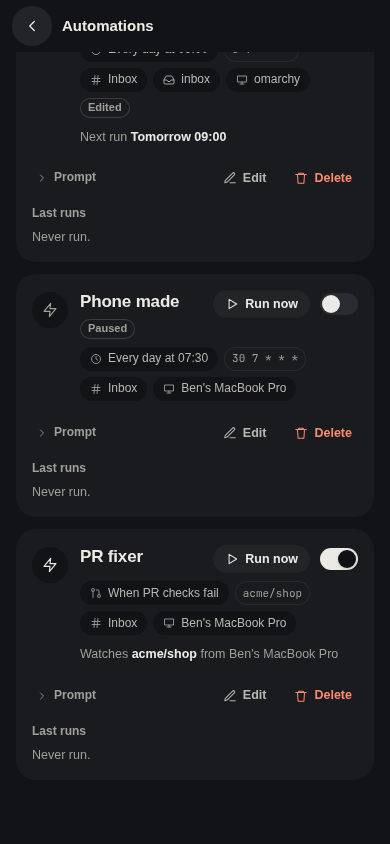 Automations
Inbox inbox omarchy
Edited
Next run Tomorrow 09:00
Prompt Edit Delete
Last runs
Never run.
Phone made Run now
Paused
Every day at 07:30 30 7 * * *
Inbox Ben's MacBook Pro
Prompt Edit Delete
Last runs
Never run.
PR fixer Run now
When PR checks fail acme/shop
Inbox Ben's MacBook Pro
Watches acme/shop from Ben's MacBook Pro
Prompt Edit Delete
Last runs
Never run.